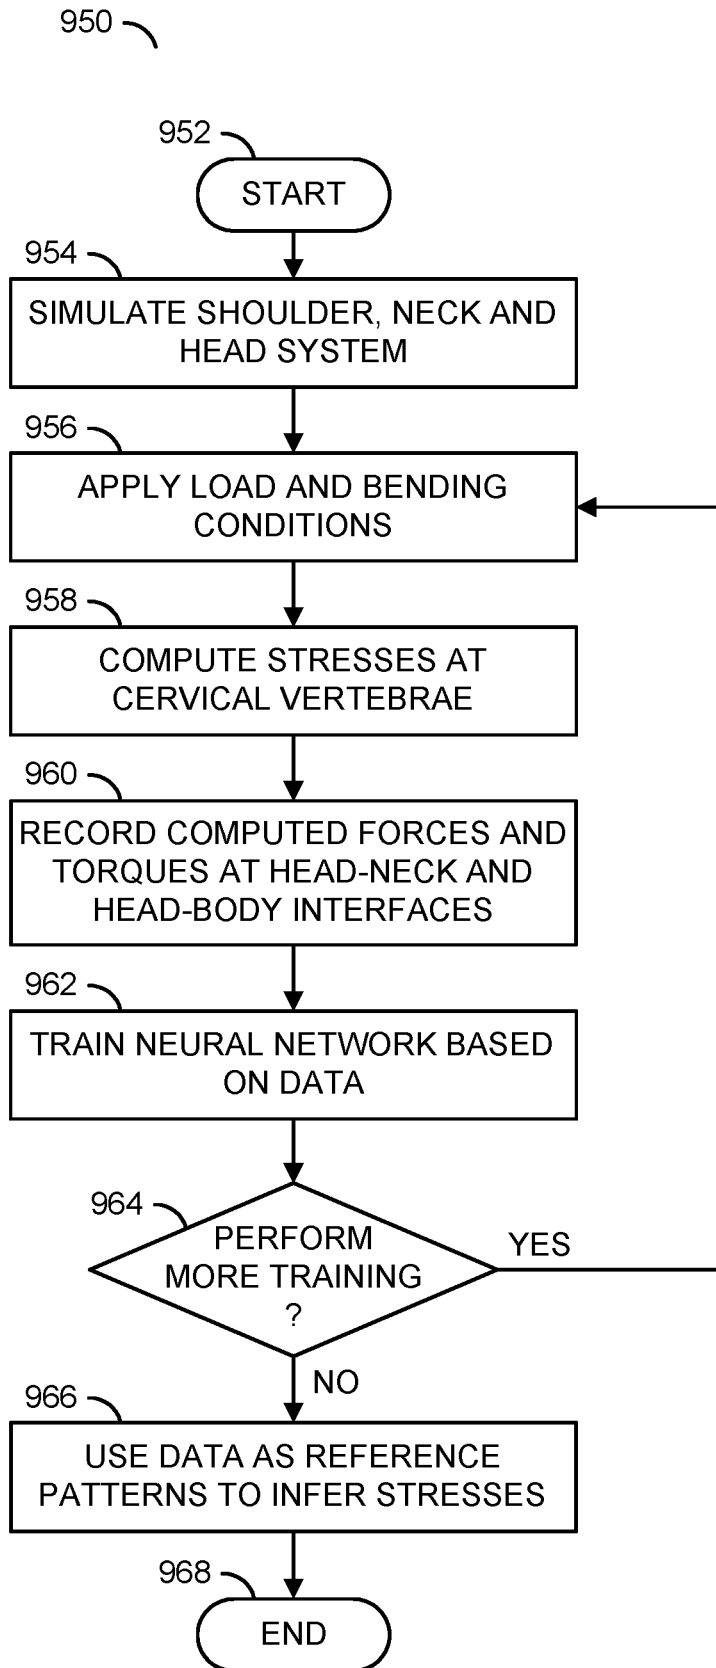 950
952
START
954
SIMULATE SHOULDER, NECK AND
HEAD SYSTEM
956
APPLY LOAD AND BENDING
CONDITIONS
958
COMPUTE STRESSES AT
CERVICAL VERTEBRAE
960
RECORD COMPUTED FORCES AND
TORQUES AT HEAD-NECK AND
HEAD-BODY INTERFACES
962
TRAIN NEURAL NETWORK BASED
ON DATA
964
PERFORM
MORE TRAINING
?
YES
NO
966
USE DATA AS REFERENCE
PATTERNS TO INFER STRESSES
968
END